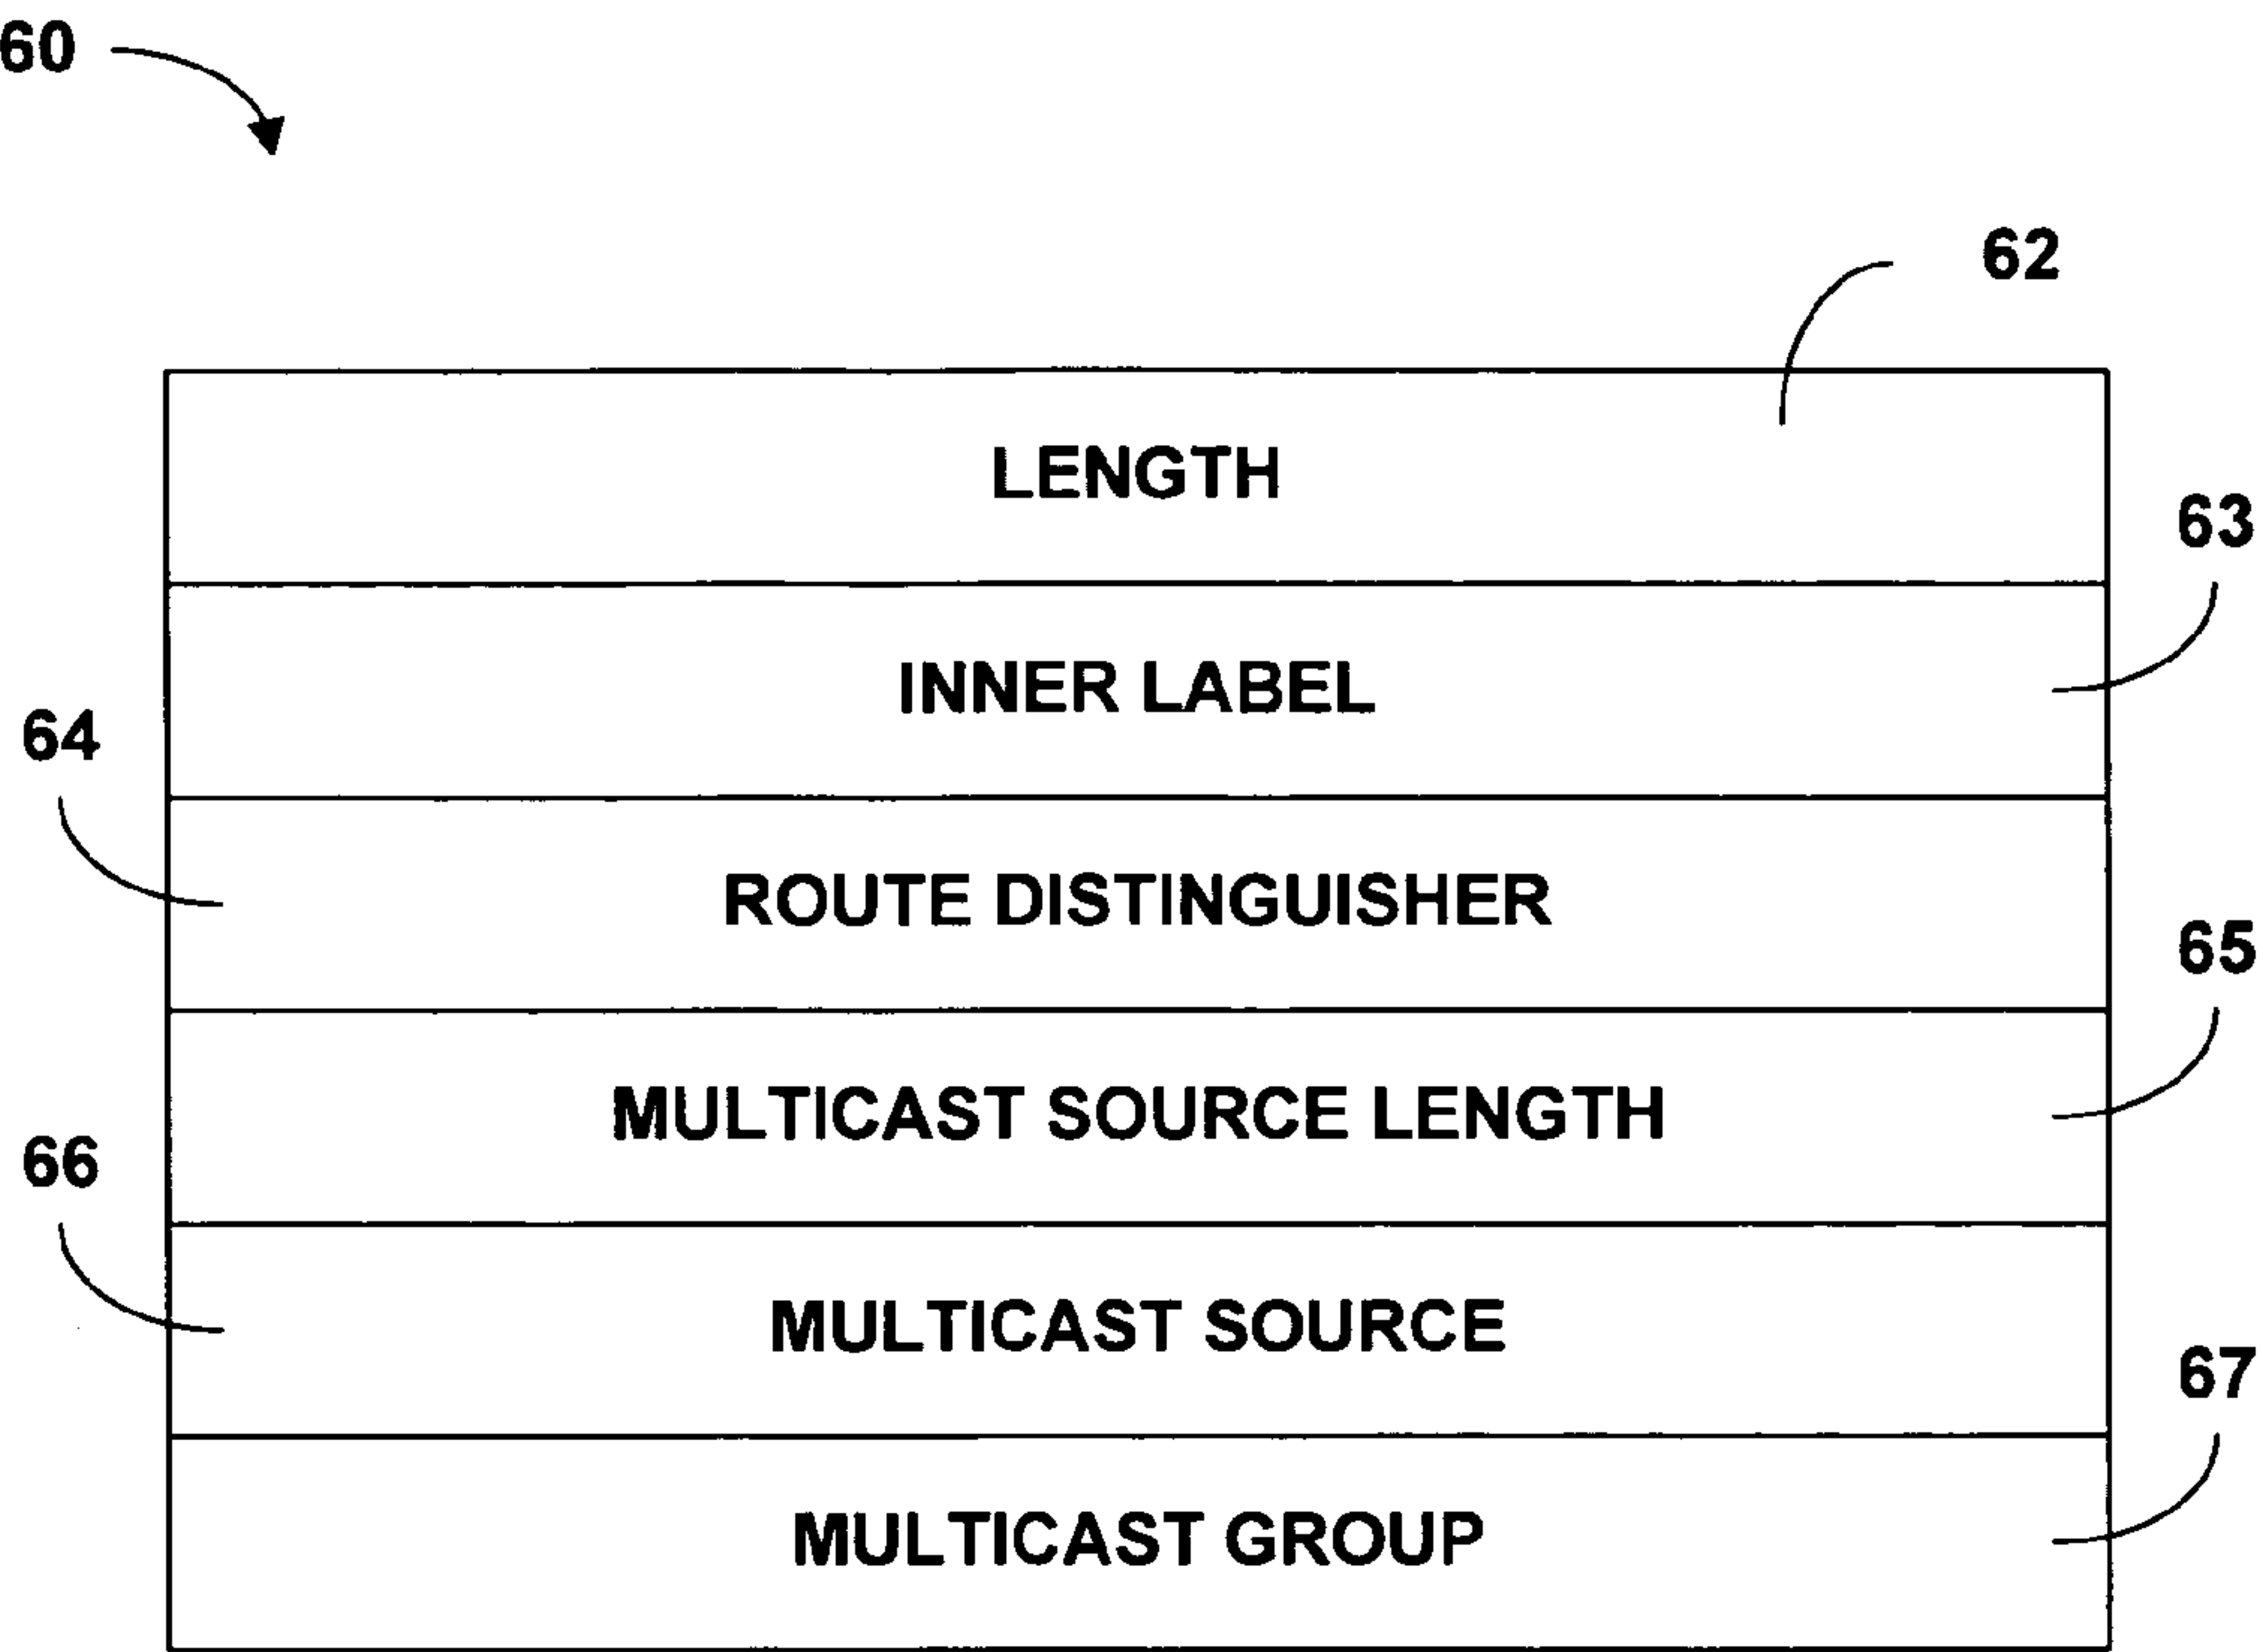 60
62
LENGTH
63
INNER LABEL
64
ROUTE DISTINGUISHER
65
MULTICAST SOURCE LENGTH
66
MULTICAST SOURCE
67
MULTICAST GROUP